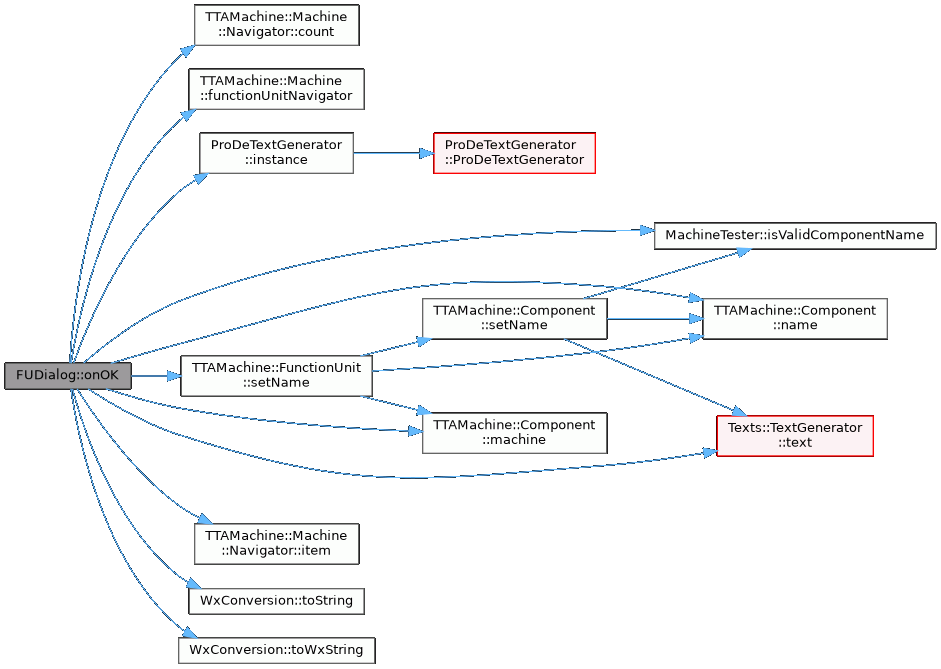 TTAMachine::Machine
::Navigator::count
TTAMachine::Machine
::functionUnitNavigator
ProDeTextGenerator
::instance
ProDeTextGenerator
::ProDeTextGenerator
MachineTester::isValidComponentName
TTAMachine::Component
::setName
TTAMachine::Component
::name
FUDialog::onOK
TTAMachine::FunctionUnit
::setName
TTAMachine::Component
::machine
Texts::TextGenerator
::text
TTAMachine::Machine
::Navigator::item
WxConversion::toString
WxConversion::toWxString